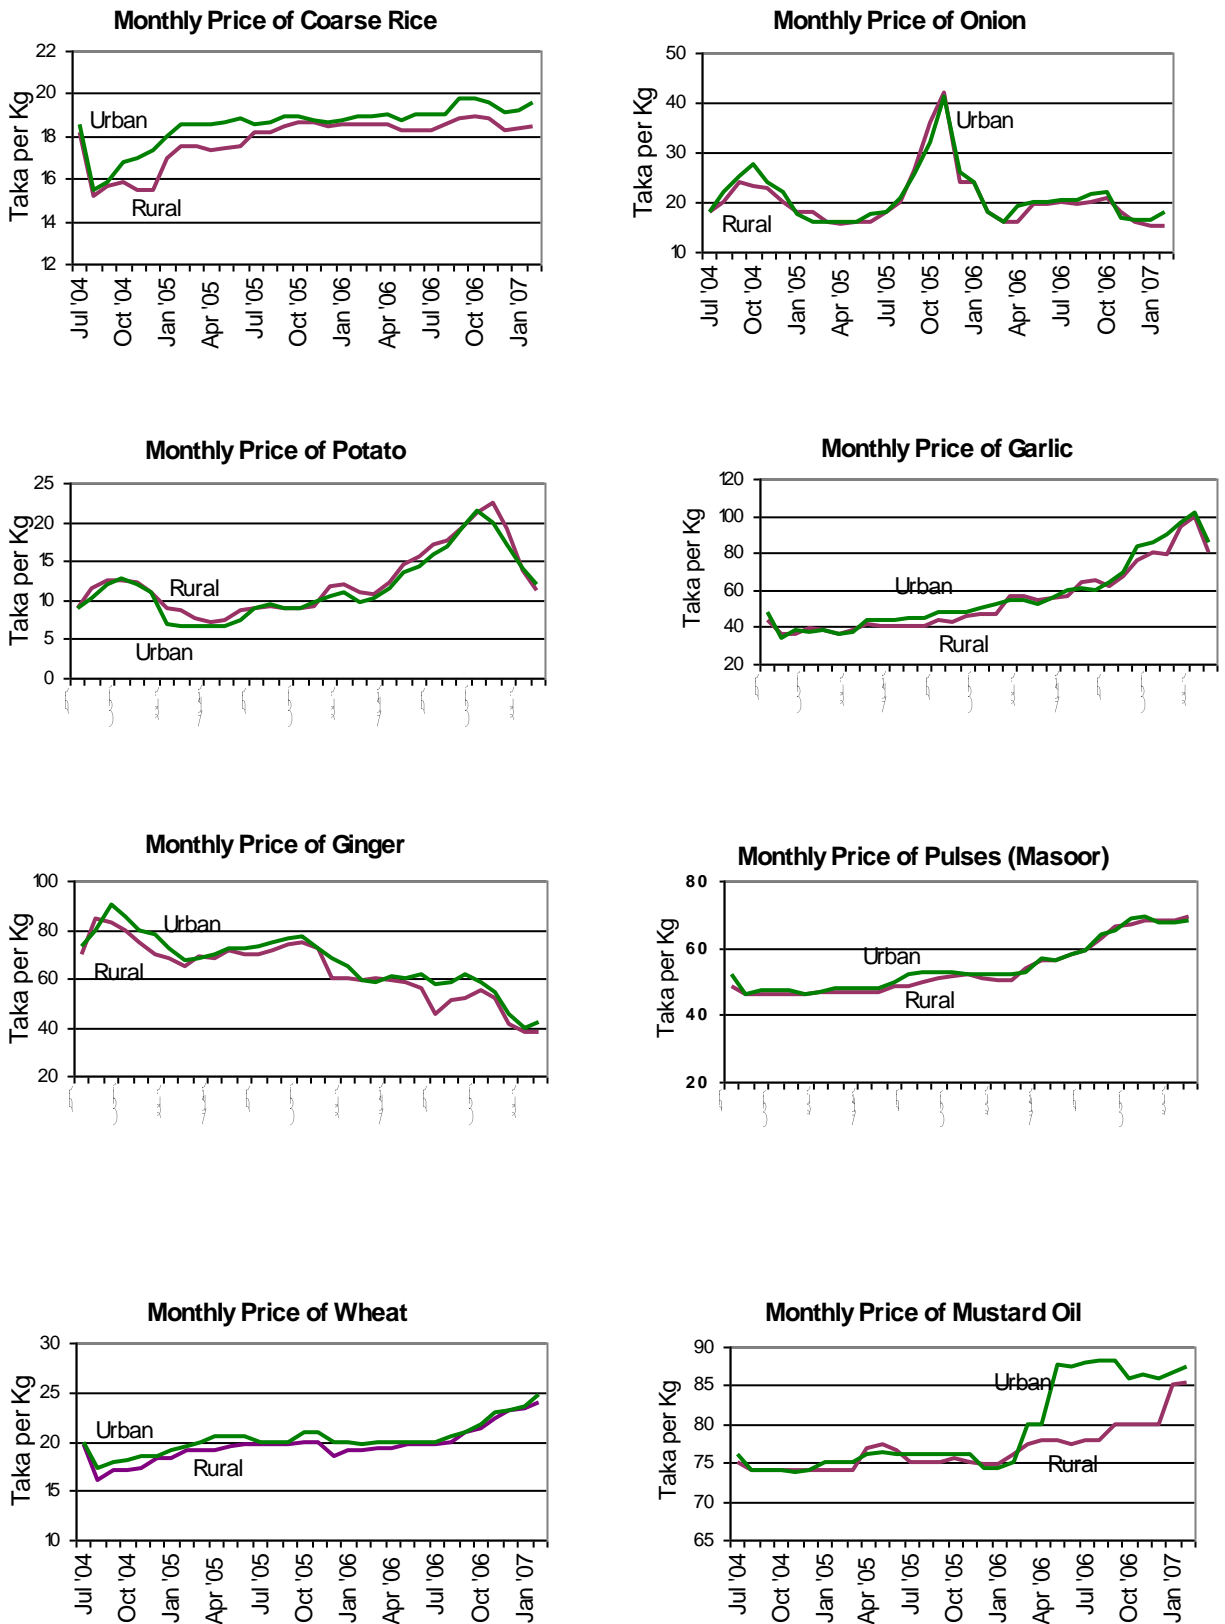 Monthly Price of Coarse Rice
Taka per Kg
22
20
18
16
14
12
Urban
Rural
Jul '04
Oct '04
Jan '05
Apr '05
Jul '05
Oct '05
Jan '06
Apr '06
Jul '06
Oct '06
Jan '07
Monthly Price of Onion
Taka per Kg
50
40
30
20
10
Urban
Rural
Jul '04
Oct '04
Jan '05
Apr '05
Jul '05
Oct '05
Jan '06
Apr '06
Jul '06
Oct '06
Jan '07
Monthly Price of Potato
Taka per Kg
25
20
15
10
5
0
Rural
Urban
Monthly Price of Garlic
Taka per Kg
120
100
80
60
40
20
Urban
Rural
Monthly Price of Ginger
Taka per Kg
100
80
60
40
20
Urban
Rural
Monthly Price of Pulses (Masoor)
Taka per Kg
80
60
40
20
Urban
Rural
Monthly Price of Wheat
Taka per Kg
30
25
20
15
10
Urban
Rural
Jul '04
Oct '04
Jan '05
Apr '05
Jul '05
Oct '05
Jan '06
Apr '06
Jul '06
Oct '06
Jan '07
Monthly Price of Mustard Oil
Taka per Kg
90
85
80
75
70
65
Urban
Rural
Jul '04
Oct '04
Jan '05
Apr '05
Jul '05
Oct '05
Jan '06
Apr '06
Jul '06
Oct '06
Jan '07